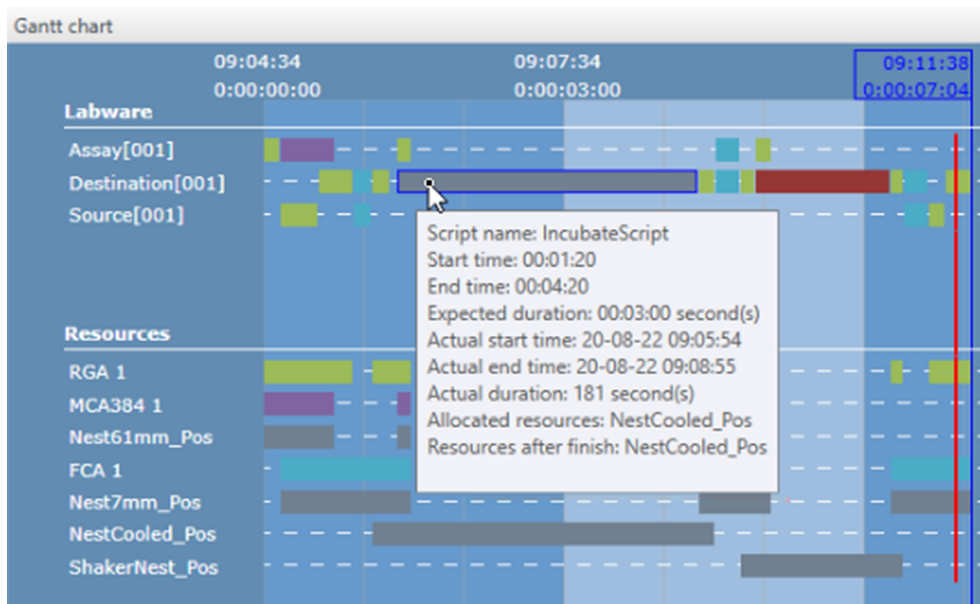 Gantt chart
09:04:34 09:07:34 09:11:38
0:00:00:00 0:00:03:00 0:00:07:04
Labware
Assay[001]
Destination[001]
Source[001]
Script name: IncubateScript
Start time: 00:01:20
End time: 00:04:20
Expected duration: 00:03:00 second(s)
Actual start time: 20-08-22 09:05:54
Actual end time: 20-08-22 09:08:55
Actual duration: 181 second(s)
Allocated resources: NestCooled_Pos
Resources after finish: NestCooled_Pos
Resources
RGA 1
MCA384 1
Nest61mm_Pos
FCA 1
Nest7mm_Pos
NestCooled_Pos
ShakerNest_Pos